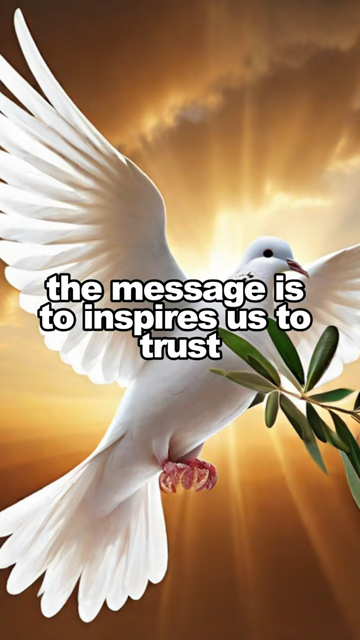 the message is
to inspires us to
trust